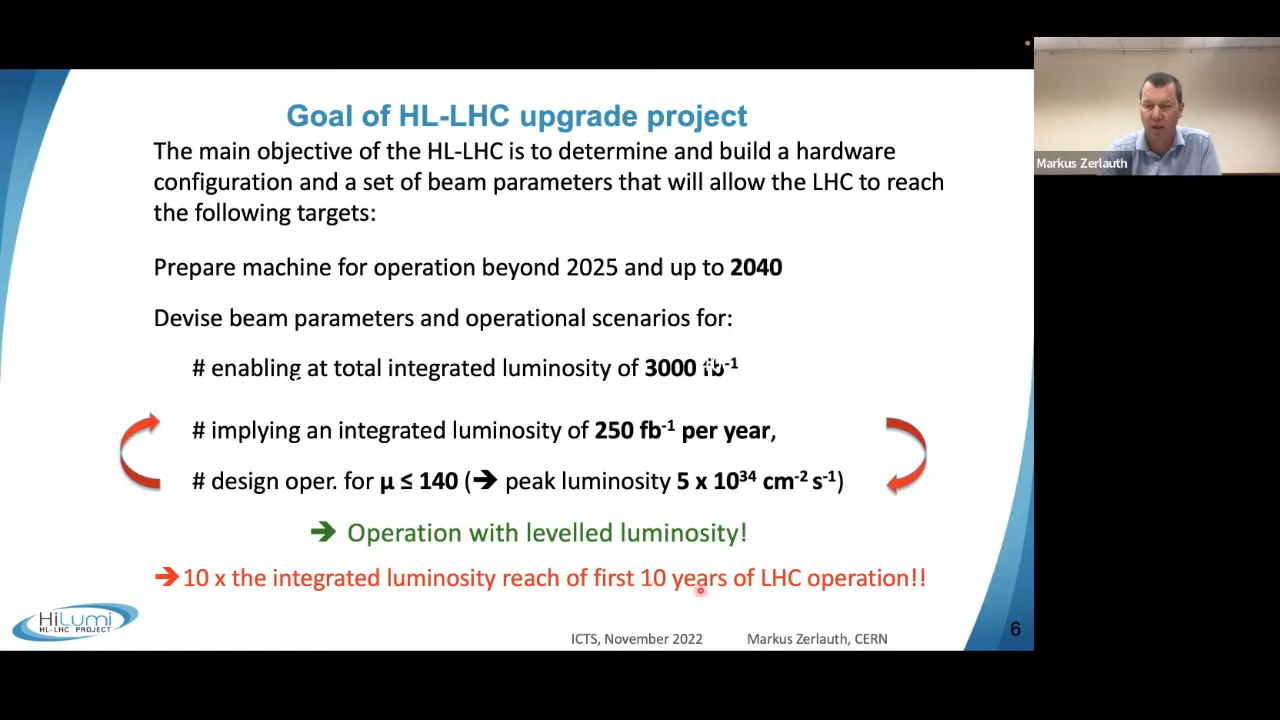 Goal of HL-LHC upgrade project
The main objective of the HL-LHC is to determine and build a hardware
configuration and a set of beam parameters that will allow the LHC to reach
the following targets:
Prepare machine for operation beyond 2025 and up to 2040
Devise beam parameters and operational scenarios for:
# enabling at total integrated luminosity of 3000 fb⁻¹
# implying an integrated luminosity of 250 fb⁻¹ per year,
# design oper. for µ ≤ 140 (➔ peak luminosity 5 x 10³⁴ cm⁻² s⁻¹)
➔ Operation with levelled luminosity!
➔ 10 x the integrated luminosity reach of first 10 years of LHC operation!!
HiLumi
HL-LHC PROJECT
ICTS, November 2022 Markus Zerlauth, CERN
6
Markus Zerlauth